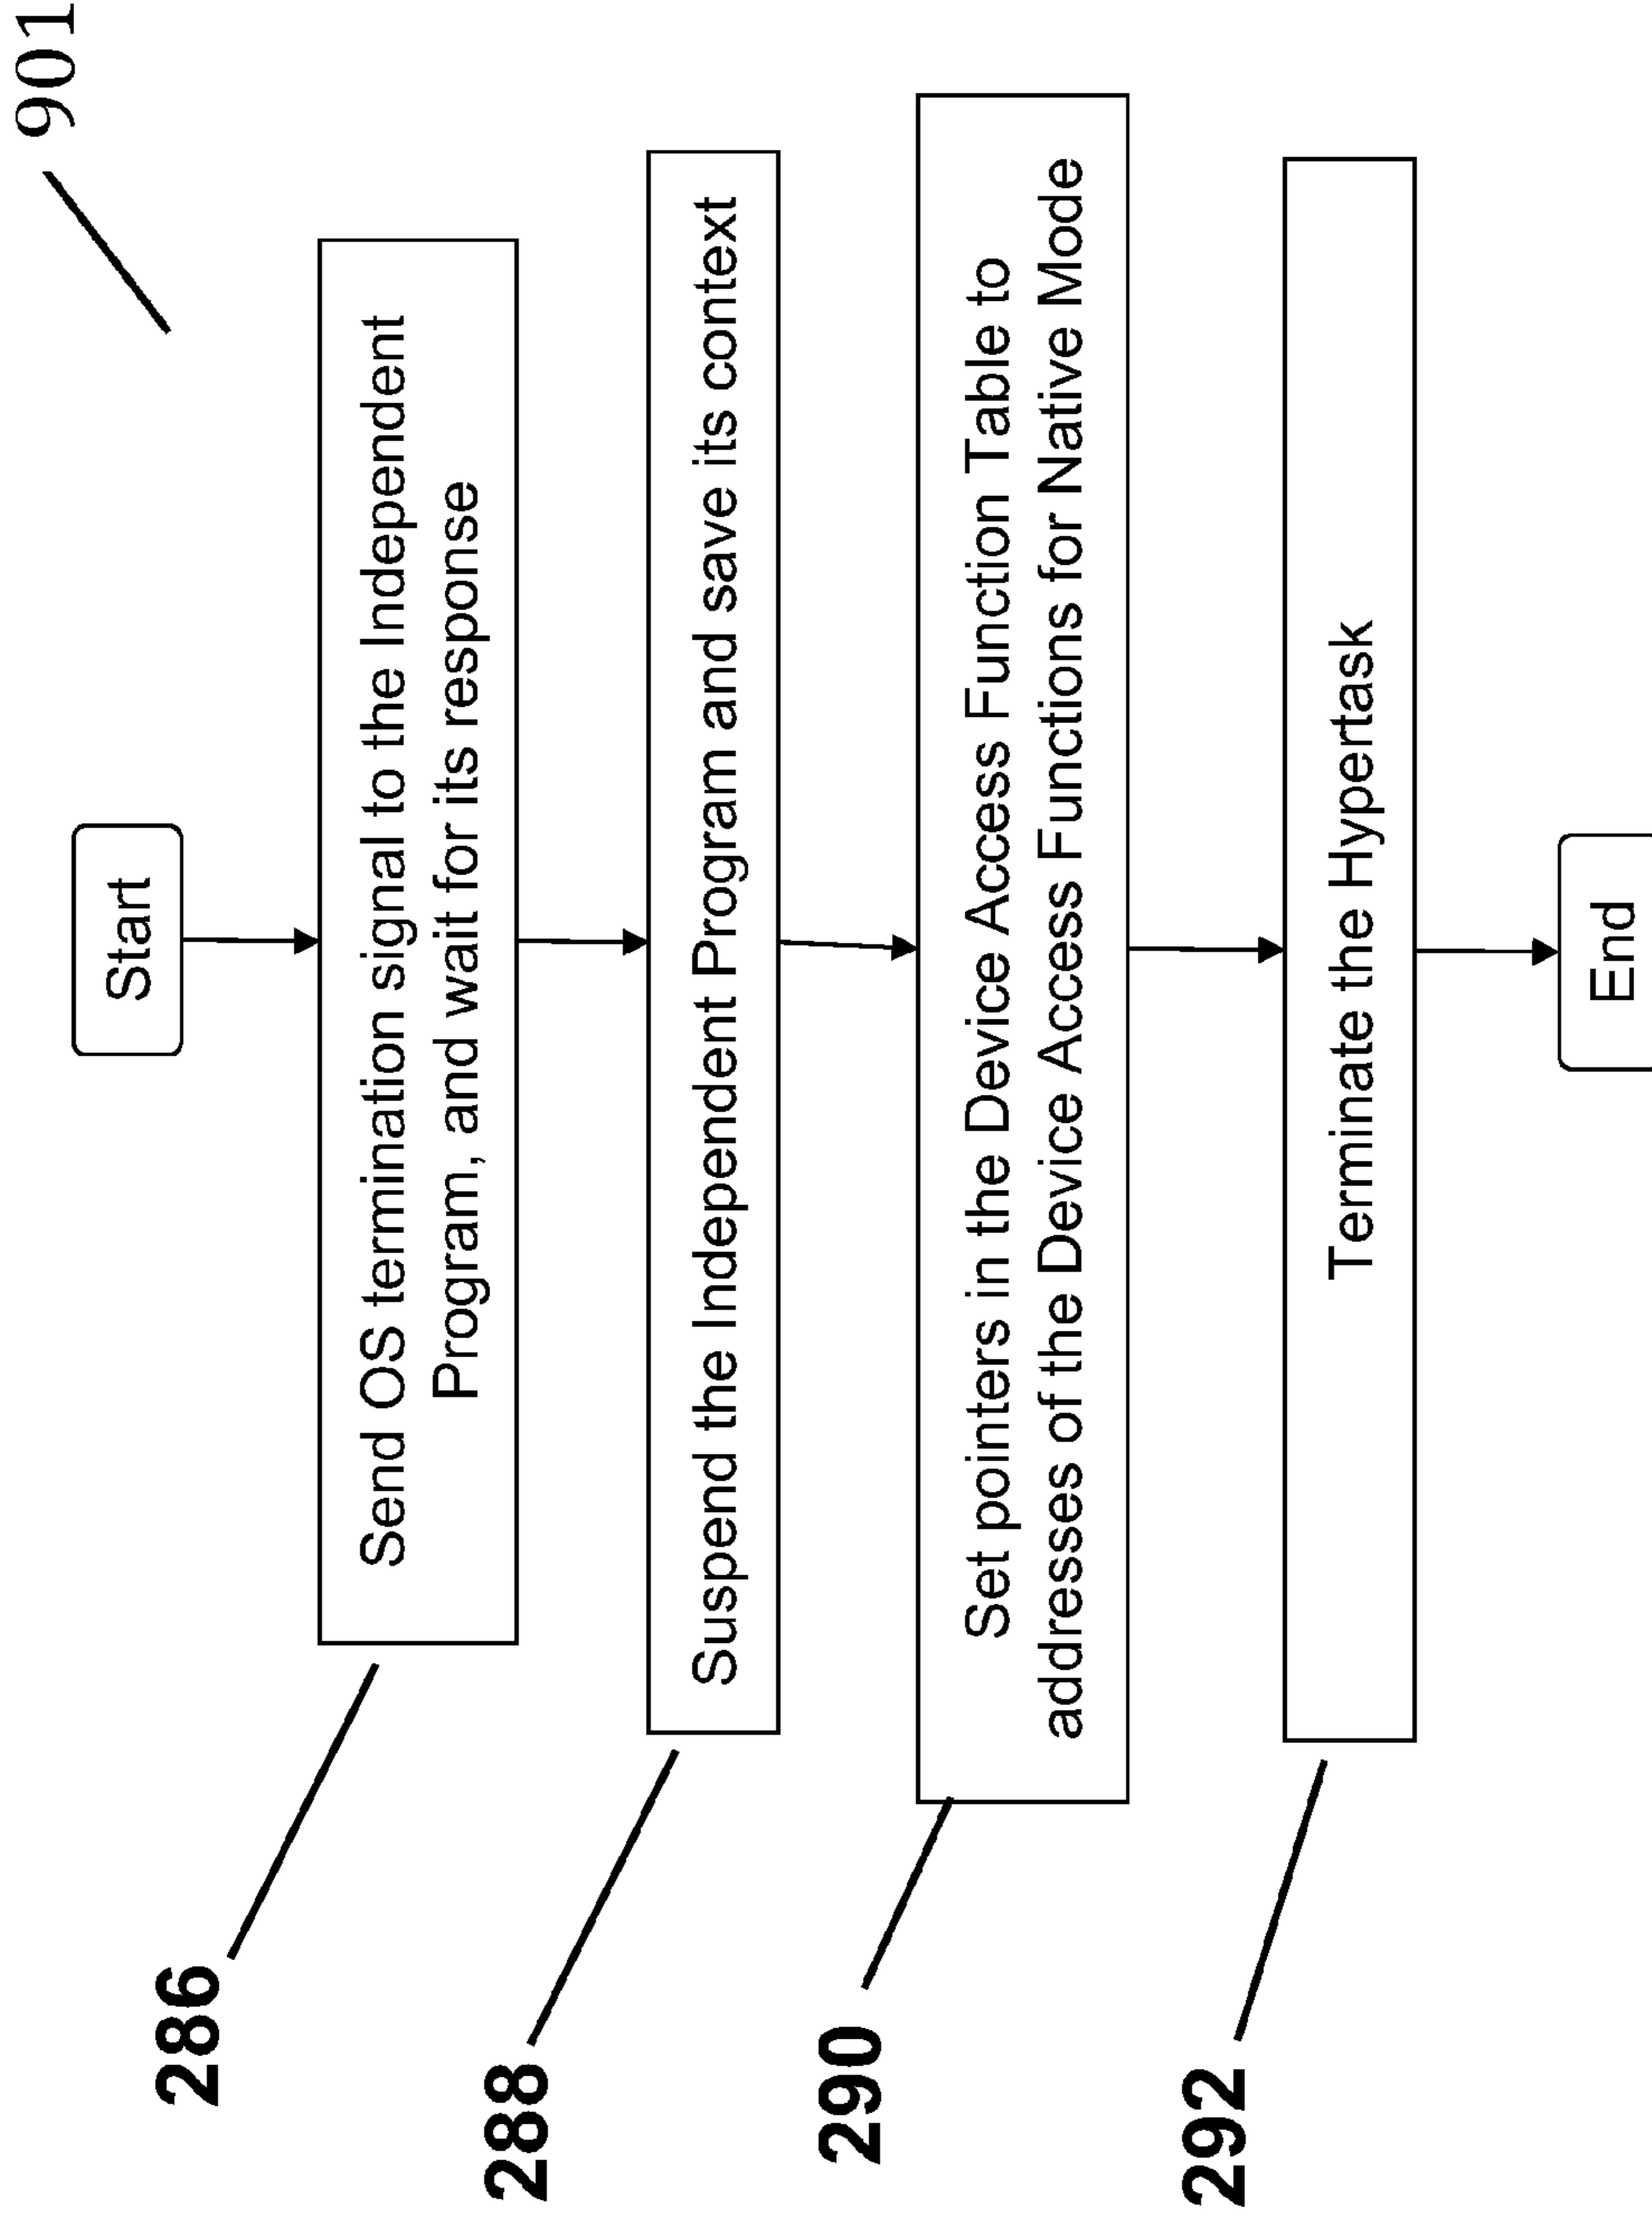 901
Start
286
Send OS termination signal to the Independent
Program, and wait for its response
288
Suspend the Independent Program and save its context
290
Set pointers in the Device Access Function Table to
addresses of the Device Access Functions for Native Mode
292
Terminate the Hypertask
End